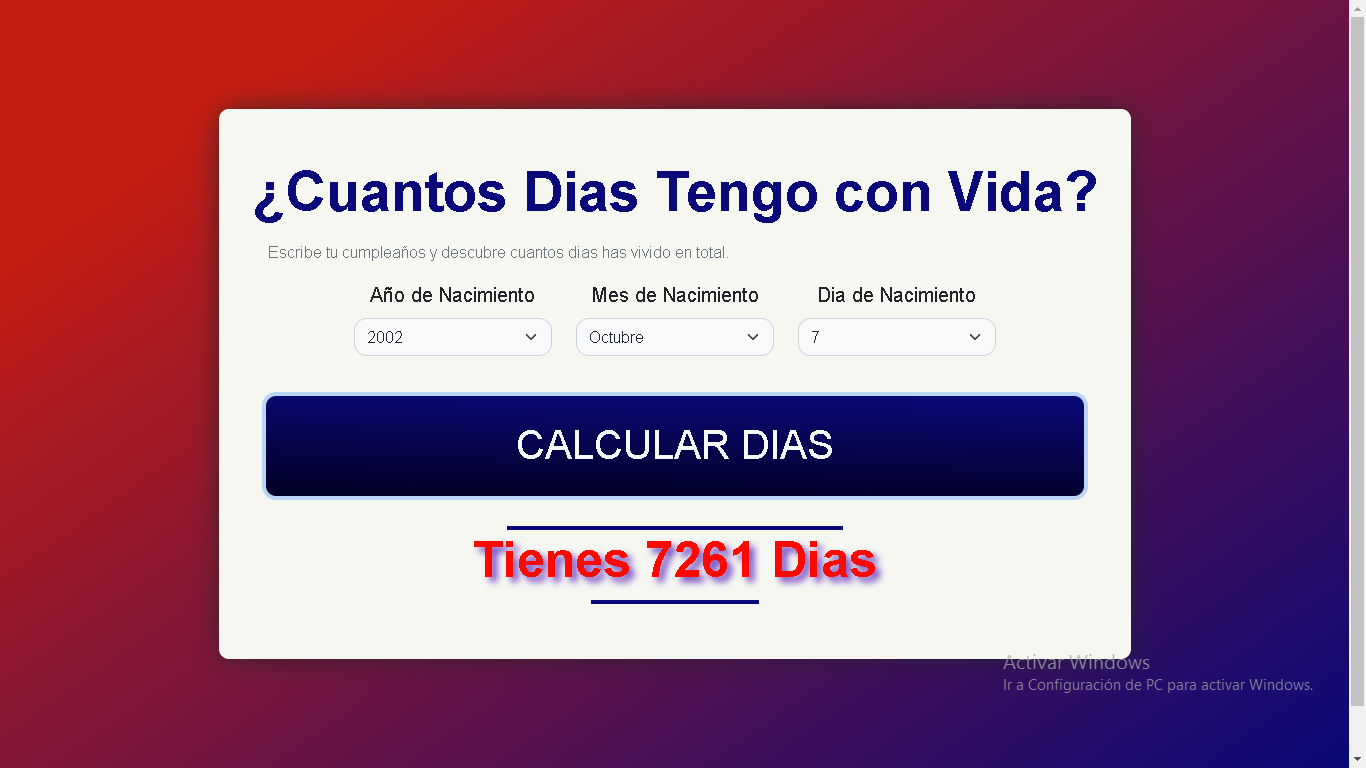 ¿Cuantos Dias Tengo con Vida?
Escribe tu cumpleaños y descubre cuantos dias has vivido en total.
Año de Nacimiento Mes de Nacimiento Dia de Nacimiento
2002 Octubre 7
CALCULAR DIAS
Tienes 7261 Dias
Activar Windows
Ir a Configuración de PC para activar Windows.